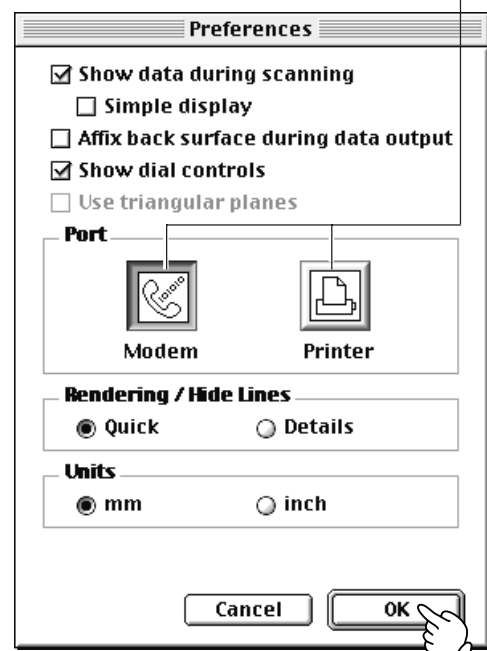 Preferences
Show data during scanning
Simple display
Affix back surface during data output
Show dial controls
Use triangular planes
Port
Modem Printer
Rendering / Hide Lines
Quick Details
Units
mm inch
Cancel OK